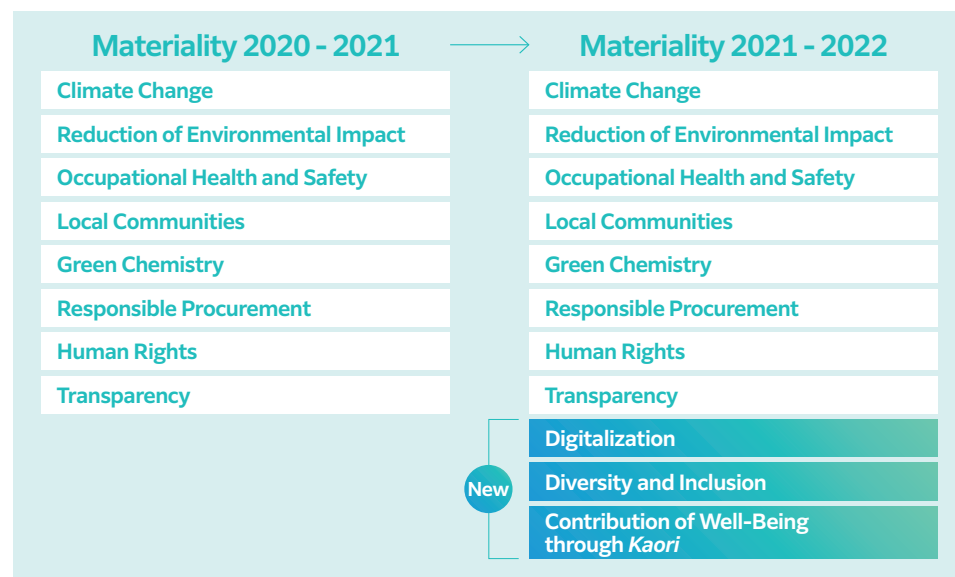 Materiality 2020 - 2021
Climate Change
Reduction of Environmental Impact
Occupational Health and Safety
Local Communities
Green Chemistry
Responsible Procurement
Human Rights
Transparency
Materiality 2021 - 2022
Climate Change
Reduction of Environmental Impact
Occupational Health and Safety
Local Communities
Green Chemistry
Responsible Procurement
Human Rights
Transparency
New
Digitalization
Diversity and Inclusion
Contribution of Well-Being
through Kaori